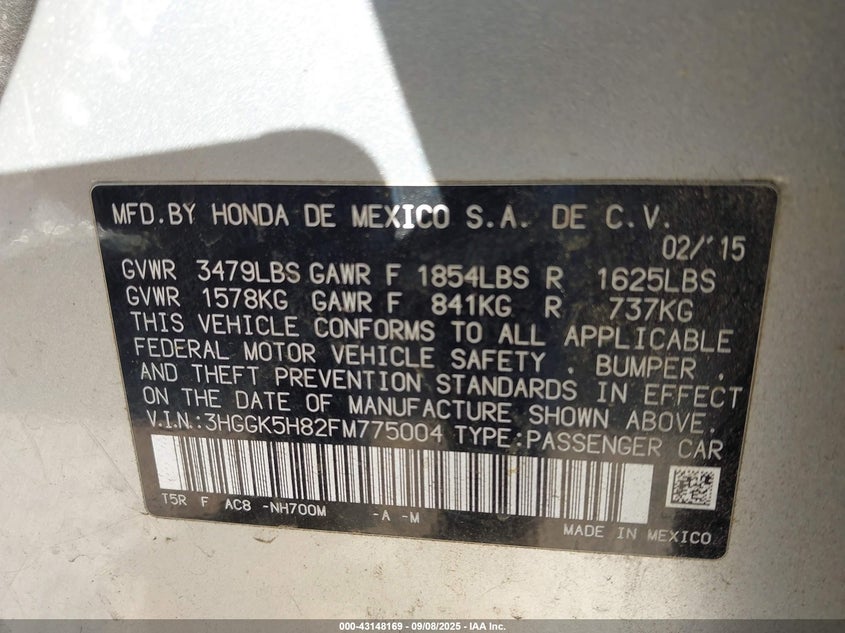 MFD.BY HONDA DE MEXICO S.A. DE C.V.
02/'15
GVWR 3479LBS GAWR F 1854LBS R 1625LBS
GVWR 1578KG GAWR F 841KG R 737KG
THIS VEHICLE CONFORMS TO ALL APPLICABLE
FEDERAL MOTOR VEHICLE SAFETY , BUMPER ,
AND THEFT PREVENTION STANDARDS IN EFFECT
ON THE DATE OF MANUFACTURE SHOWN ABOVE.
V.I.N.:3HGGK5H82FM775004 TYPE:PASSENGER CAR
T5R F AC8 -NH700M -A -M
MADE IN MEXICO
000-43148169 - 09/08/2025 - IAA Inc.